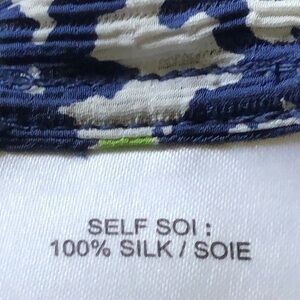 SELF SOI :
100% SILK / SOIE